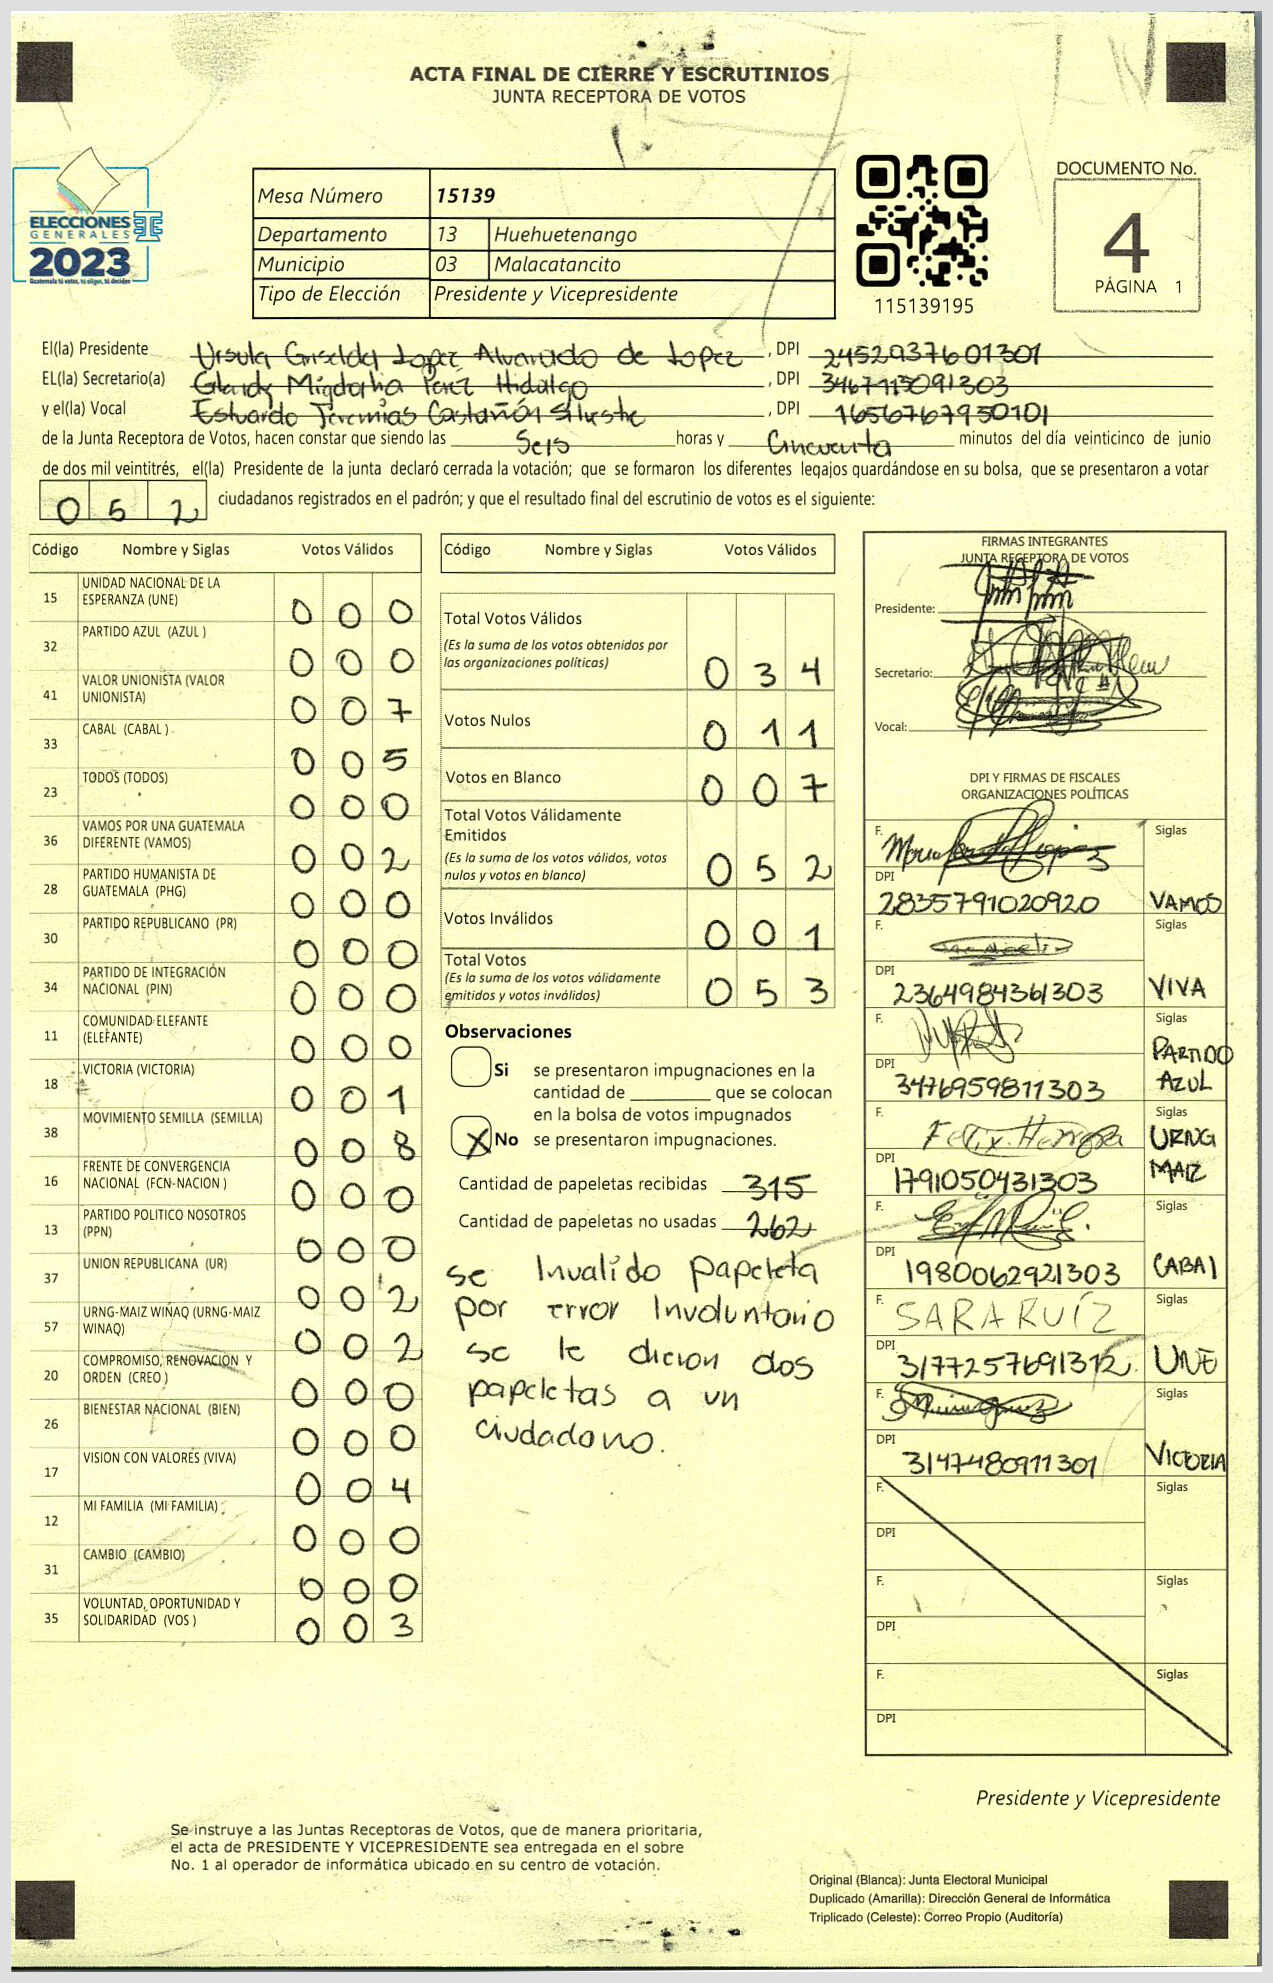 ACTA FINAL DE CIERRE Y ESCRUTINIOS
JUNTA RECEPTORA DE VOTOS
ELECCIONES
GENERALES
2023
Guatemala tú votas, tú eliges, tú decides
Mesa Número 15139
Departamento 13 Huehuetenango
Municipio 03 Malacatancito
Tipo de Elección Presidente y Vicepresidente
115139195
DOCUMENTO No.
4
PÁGINA 1
El(la) Presidente Ursula Griselda Lopez Alvarado de Lopez , DPI 2452937601301
EL(la) Secretario(a) Glendy Migdalia Perez Hidalgo , DPI 3467113091303
y el(la) Vocal Estuardo Jeremias Castañón Silvestre , DPI 1656767930101
de la Junta Receptora de Votos, hacen constar que siendo las Seis horas y Cincuenta minutos del día veinticinco de junio
de dos mil veintitrés, el(la) Presidente de la junta declaró cerrada la votación; que se formaron los diferentes legajos guardándose en su bolsa, que se presentaron a votar
0 5 2 ciudadanos registrados en el padrón; y que el resultado final del escrutinio de votos es el siguiente:
Código Nombre y Siglas Votos Válidos
15 UNIDAD NACIONAL DE LA ESPERANZA (UNE) 0 0 0
32 PARTIDO AZUL (AZUL ) 0 0 0
41 VALOR UNIONISTA (VALOR UNIONISTA) 0 0 7
33 CABAL (CABAL ) 0 0 5
23 TODOS (TODOS) 0 0 0
36 VAMOS POR UNA GUATEMALA DIFERENTE (VAMOS) 0 0 2
28 PARTIDO HUMANISTA DE GUATEMALA (PHG) 0 0 0
30 PARTIDO REPUBLICANO (PR) 0 0 0
34 PARTIDO DE INTEGRACIÓN NACIONAL (PIN) 0 0 0
11 COMUNIDAD ELEFANTE (ELEFANTE) 0 0 0
18 VICTORIA (VICTORIA) 0 0 1
38 MOVIMIENTO SEMILLA (SEMILLA) 0 0 8
16 FRENTE DE CONVERGENCIA NACIONAL (FCN-NACION ) 0 0 0
13 PARTIDO POLITICO NOSOTROS (PPN) 0 0 0
37 UNION REPUBLICANA (UR) 0 0 2
57 URNG-MAIZ WINAQ (URNG-MAIZ WINAQ) 0 0 2
20 COMPROMISO, RENOVACION Y ORDEN (CREO ) 0 0 0
26 BIENESTAR NACIONAL (BIEN) 0 0 0
17 VISION CON VALORES (VIVA) 0 0 4
12 MI FAMILIA (MI FAMILIA) 0 0 0
31 CAMBIO (CAMBIO) 0 0 0
35 VOLUNTAD, OPORTUNIDAD Y SOLIDARIDAD (VOS ) 0 0 3
Código Nombre y Siglas Votos Válidos
Total Votos Válidos
(Es la suma de los votos obtenidos por
las organizaciones políticas) 0 3 4
Votos Nulos 0 1 1
Votos en Blanco 0 0 7
Total Votos Válidamente
Emitidos
(Es la suma de los votos válidos, votos
nulos y votos en blanco) 0 5 2
Votos Inválidos 0 0 1
Total Votos
(Es la suma de los votos válidamente
emitidos y votos inválidos) 0 5 3
Observaciones
Si se presentaron impugnaciones en la
cantidad de ________ que se colocan
en la bolsa de votos impugnados
X No se presentaron impugnaciones.
Cantidad de papeletas recibidas 315
Cantidad de papeletas no usadas 262
se Invalido papeleta
por error Involuntario
se le dicion dos
papeletas a un
ciudadano.
FIRMAS INTEGRANTES
JUNTA RECEPTORA DE VOTOS
Presidente:
Secretario:
Vocal:
DPI Y FIRMAS DE FISCALES
ORGANIZACIONES POLÍTICAS
F. Siglas
DPI 2835791020920 VAMOS
F. Siglas
DPI 2364984361303 VIVA
F. Siglas
DPI 3476959811303 PARTIDO AZUL
F. Felix Herrera Siglas
DPI 1791050431303 URNG MAIZ
F. Siglas
DPI 1980062921303 CABAl
F. SARA RUÍZ Siglas
DPI 3177257691312 UNE
F. Siglas
DPI 3147480911301 VICTORIA
F. Siglas
DPI
F. Siglas
DPI
F. Siglas
DPI
Presidente y Vicepresidente
Se instruye a las Juntas Receptoras de Votos, que de manera prioritaria,
el acta de PRESIDENTE Y VICEPRESIDENTE sea entregada en el sobre
No. 1 al operador de informática ubicado en su centro de votación.
Original (Blanca): Junta Electoral Municipal
Duplicado (Amarilla): Dirección General de Informática
Triplicado (Celeste): Correo Propio (Auditoría)